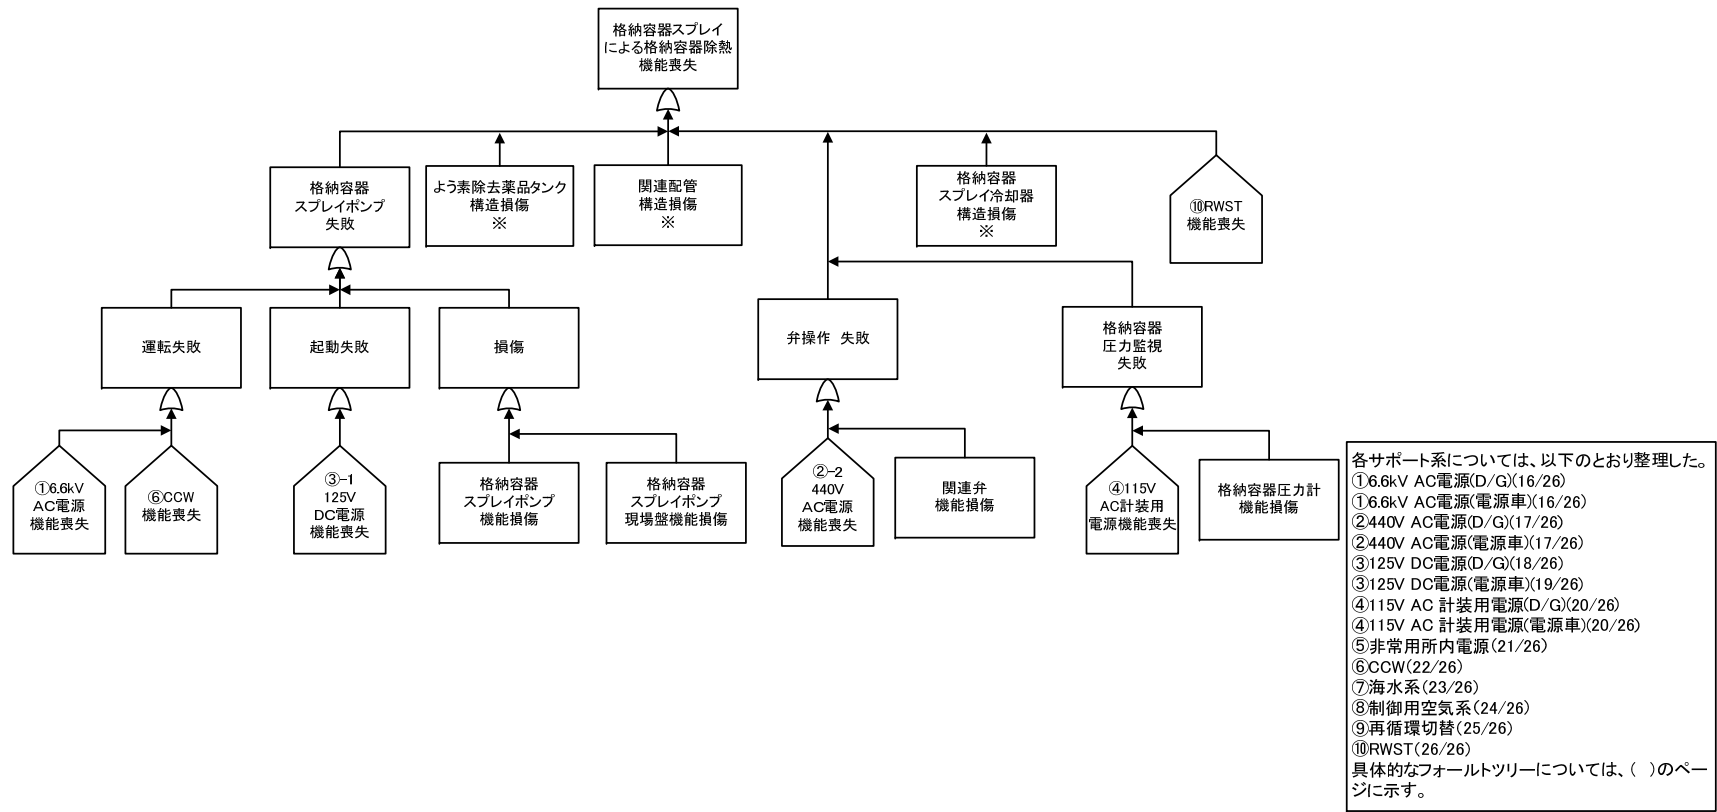 格納容器スプレイ
による格納容器除熱
機能喪失
格納容器
スプレイポンプ
失敗
よう素除去薬品タンク
構造損傷
※
関連配管
構造損傷
※
格納容器
スプレイ冷却器
構造損傷
※
⑩RWST
機能喪失
運転失敗
起動失敗
損傷
弁操作 失敗
格納容器
圧力監視
失敗
①6.6kV
AC電源
機能喪失
⑥CCW
機能喪失
③-1
125V
DC電源
機能喪失
格納容器
スプレイポンプ
機能損傷
格納容器
スプレイポンプ
現場盤機能損傷
②-2
440V
AC電源
機能喪失
関連弁
機能損傷
④115V
AC計装用
電源機能喪失
格納容器圧力計
機能損傷
各サポート系については、以下のとおり整理した。
①6.6kV AC電源(D/G)(16/26)
①6.6kV AC電源(電源車)(16/26)
②440V AC電源(D/G)(17/26)
②440V AC電源(電源車)(17/26)
③125V DC電源(D/G)(18/26)
③125V DC電源(電源車)(19/26)
④115V AC 計装用電源(D/G)(20/26)
④115V AC 計装用電源(電源車)(20/26)
⑤非常用所内電源(21/26)
⑥CCW(22/26)
⑦海水系(23/26)
⑧制御用空気系(24/26)
⑨再循環切替(25/26)
⑩RWST(26/26)
具体的なフォールトツリーについては、( )のペー
ジに示す。